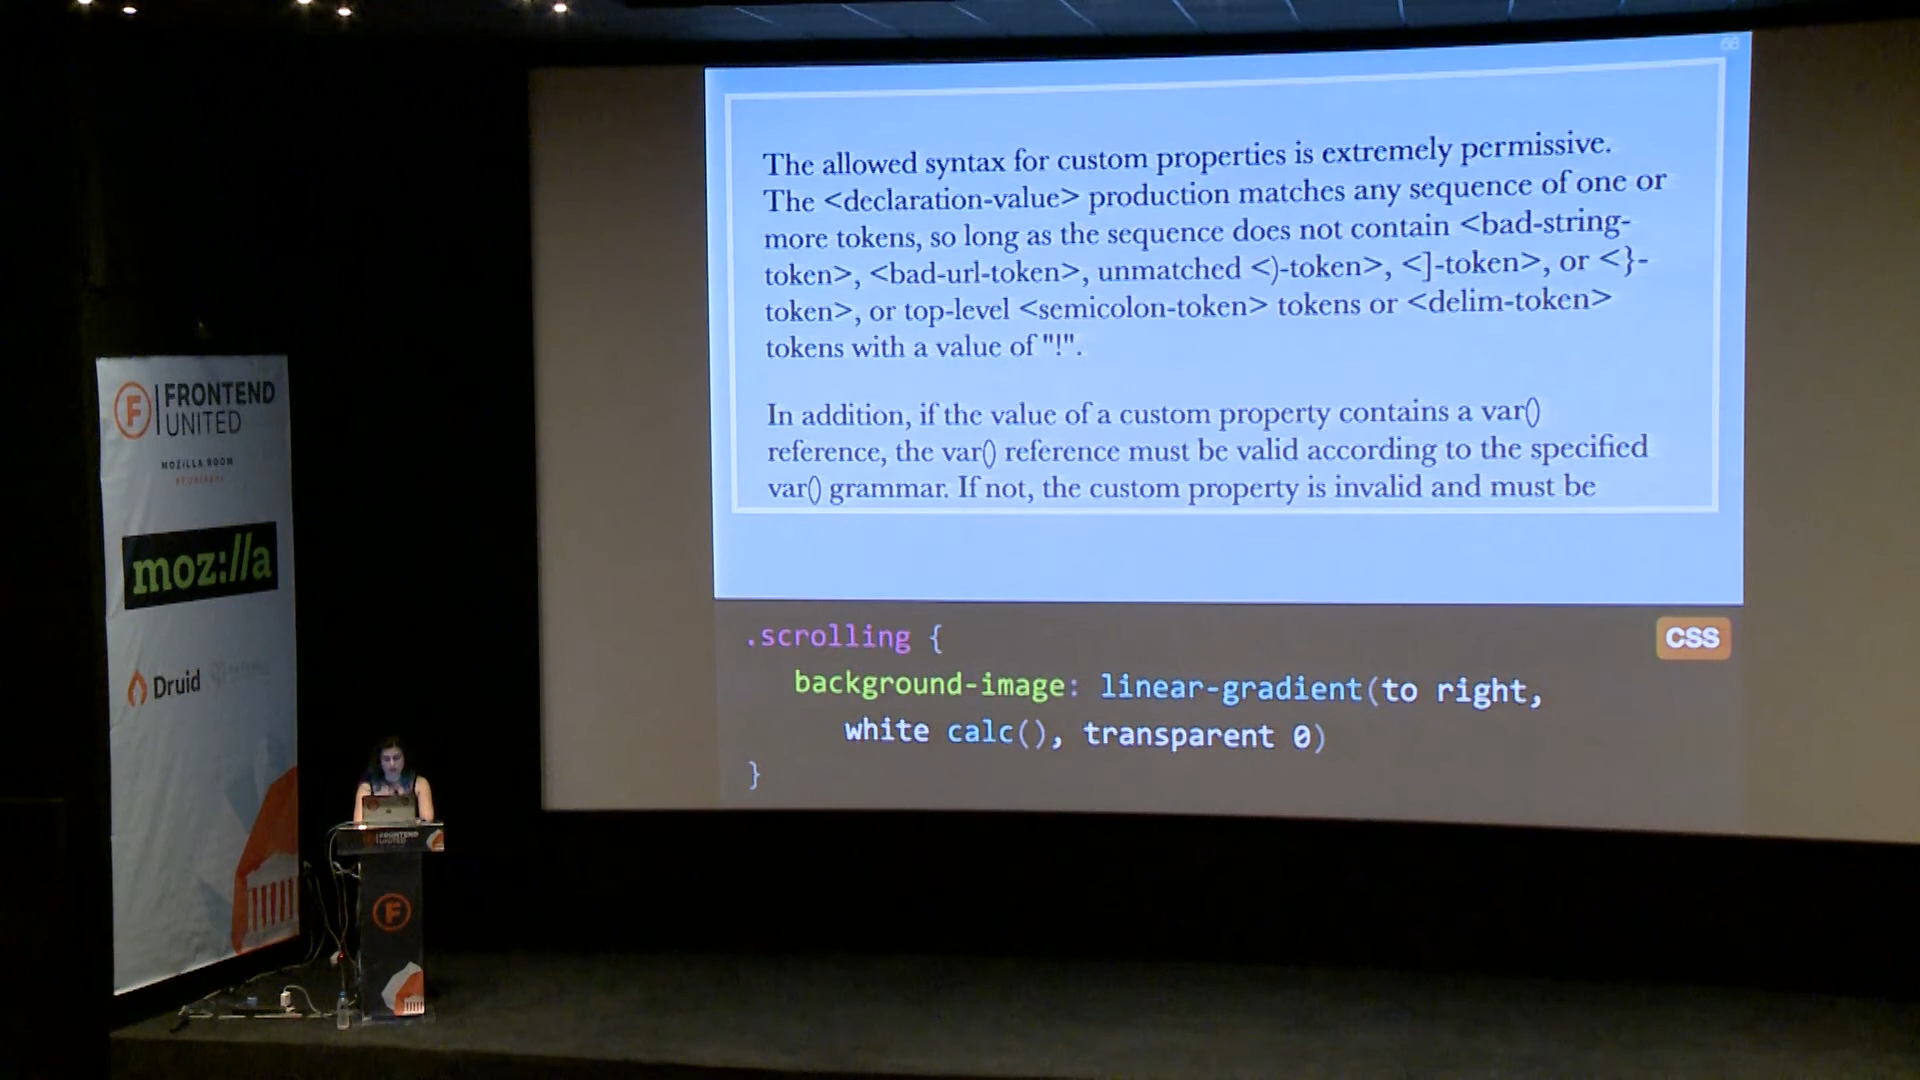 68
The allowed syntax for custom properties is extremely permissive.
The <declaration-value> production matches any sequence of one or
more tokens, so long as the sequence does not contain <bad-string-
token>, <bad-url-token>, unmatched <)-token>, <]-token>, or <}-
token>, or top-level <semicolon-token> tokens or <delim-token>
tokens with a value of "!".
In addition, if the value of a custom property contains a var()
reference, the var() reference must be valid according to the specified
var() grammar. If not, the custom property is invalid and must be
.scrolling {
CSS
background-image: linear-gradient(to right,
white calc(), transparent 0)
}
F
FRONTEND
UNITED
MOZILLA ROOM
moz://a
Druid
FRONTEND
UNITED
F